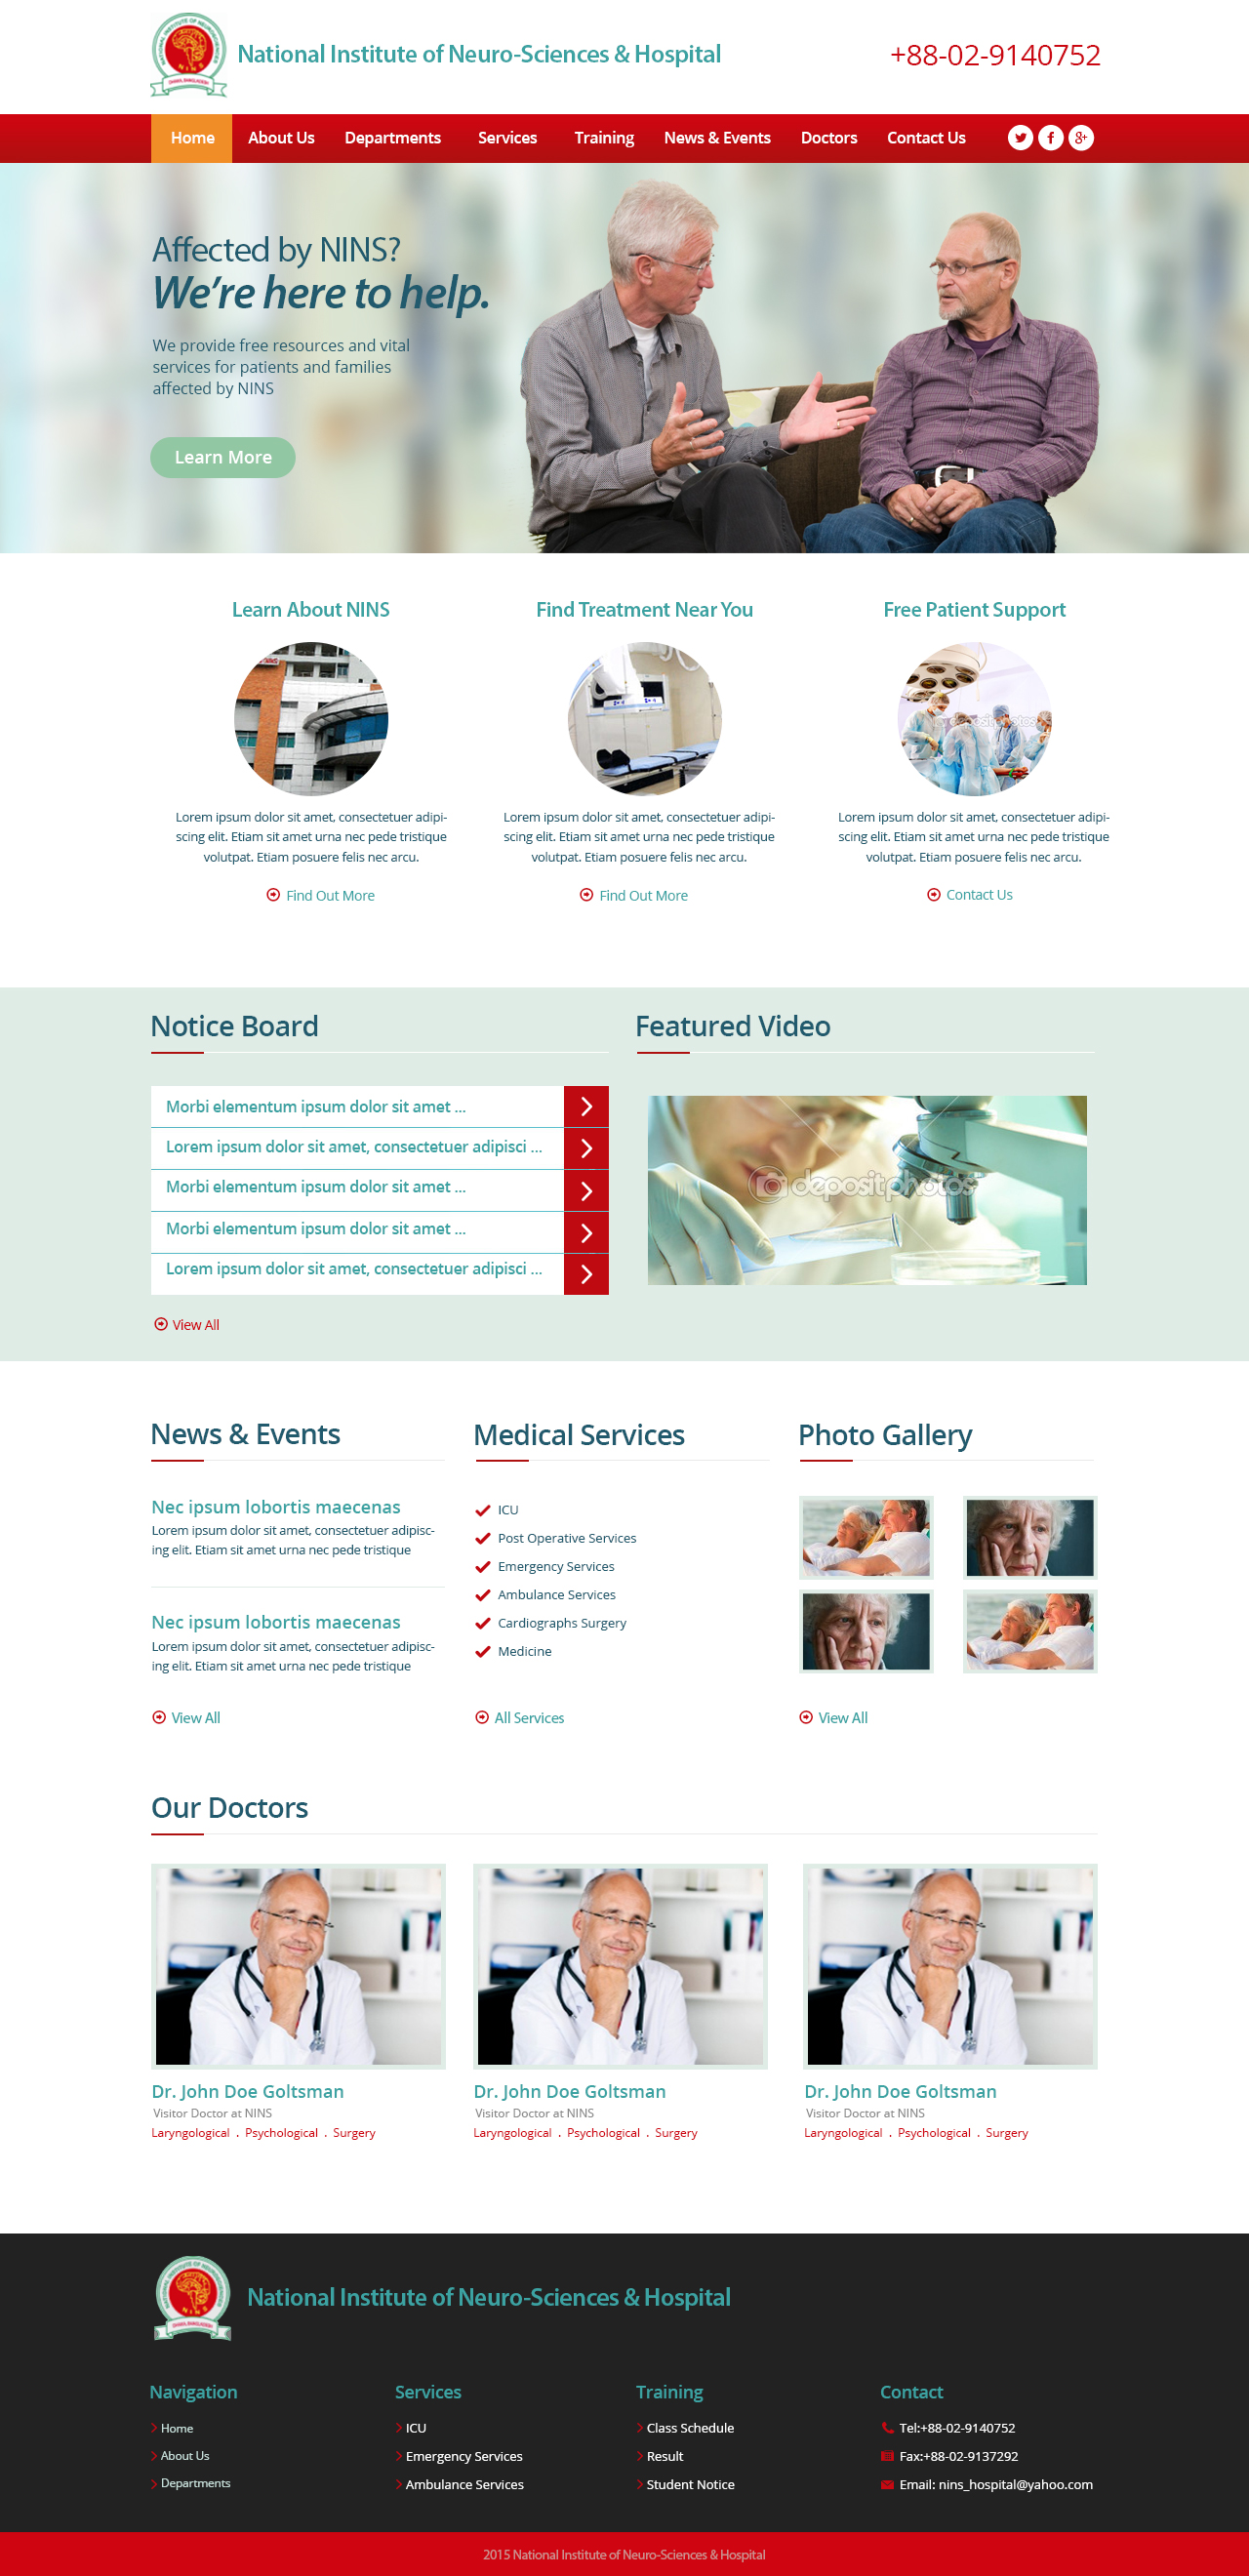 National Institute of Neuro-Sciences & Hospital
+88-02-9140752
Home
About Us
Departments
Services
Training
News & Events
Doctors
Contact Us
Affected by NINS?
We're here to help.
We provide free resources and vital
services for patients and families
affected by NINS
Learn More
Learn About NINS
Lorem ipsum dolor sit amet, consectetuer adipi-
scing elit. Etiam sit amet urna nec pede tristique
volutpat. Etiam posuere felis nec arcu.
Find Out More
Find Treatment Near You
Lorem ipsum dolor sit amet, consectetuer adipi-
scing elit. Etiam sit amet urna nec pede tristique
volutpat. Etiam posuere felis nec arcu.
Find Out More
Free Patient Support
depositphotos
Lorem ipsum dolor sit amet, consectetuer adipi-
scing elit. Etiam sit amet urna nec pede tristique
volutpat. Etiam posuere felis nec arcu.
Contact Us
Notice Board
Morbi elementum ipsum dolor sit amet ...
Lorem ipsum dolor sit amet, consectetuer adipisci ...
Morbi elementum ipsum dolor sit amet ...
Morbi elementum ipsum dolor sit amet ...
Lorem ipsum dolor sit amet, consectetuer adipisci ...
View All
Featured Video
depositphotos
News & Events
Nec ipsum lobortis maecenas
Lorem ipsum dolor sit amet, consectetuer adipisc-
ing elit. Etiam sit amet urna nec pede tristique
Nec ipsum lobortis maecenas
Lorem ipsum dolor sit amet, consectetuer adipisc-
ing elit. Etiam sit amet urna nec pede tristique
View All
Medical Services
ICU
Post Operative Services
Emergency Services
Ambulance Services
Cardiographs Surgery
Medicine
All Services
Photo Gallery
View All
Our Doctors
Dr. John Doe Goltsman
Visitor Doctor at NINS
Laryngological . Psychological . Surgery
Dr. John Doe Goltsman
Visitor Doctor at NINS
Laryngological . Psychological . Surgery
Dr. John Doe Goltsman
Visitor Doctor at NINS
Laryngological . Psychological . Surgery
National Institute of Neuro-Sciences & Hospital
Navigation
Home
About Us
Departments
Services
ICU
Emergency Services
Ambulance Services
Training
Class Schedule
Result
Student Notice
Contact
Tel:+88-02-9140752
Fax:+88-02-9137292
Email: nins_hospital@yahoo.com
2015 National Institute of Neuro-Sciences & Hospital